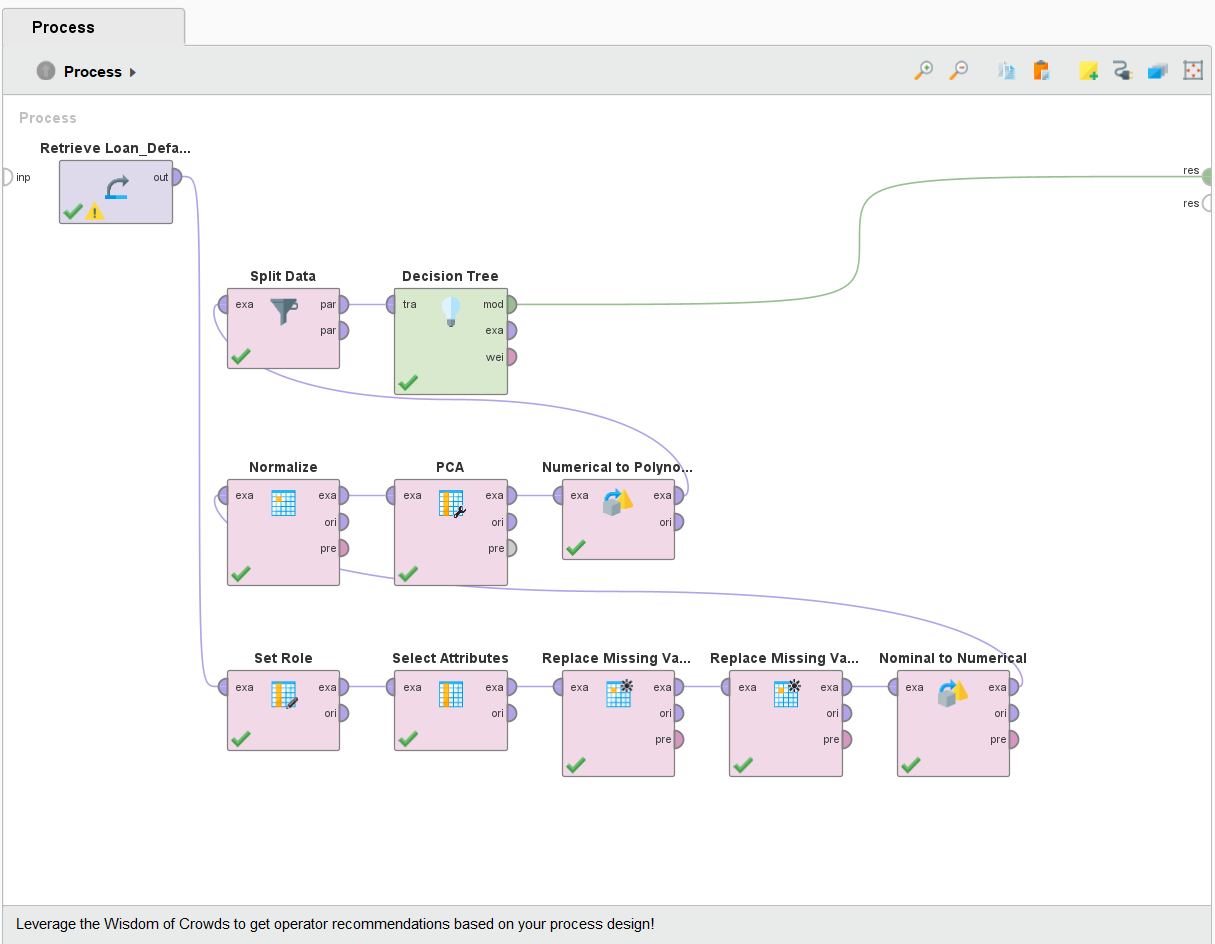 Process
Process
Process
Retrieve Loan_Defa...
inp
out
res
res
Split Data
Decision Tree
exa
par
par
tra
mod
exa
wei
Normalize
PCA
Numerical to Polyno...
exa
exa
ori
pre
exa
exa
ori
pre
exa
exa
ori
Set Role
Select Attributes
Replace Missing Va...
Replace Missing Va...
Nominal to Numerical
exa
exa
ori
exa
exa
ori
exa
exa
ori
pre
exa
exa
ori
pre
exa
exa
ori
pre
Leverage the Wisdom of Crowds to get operator recommendations based on your process design!